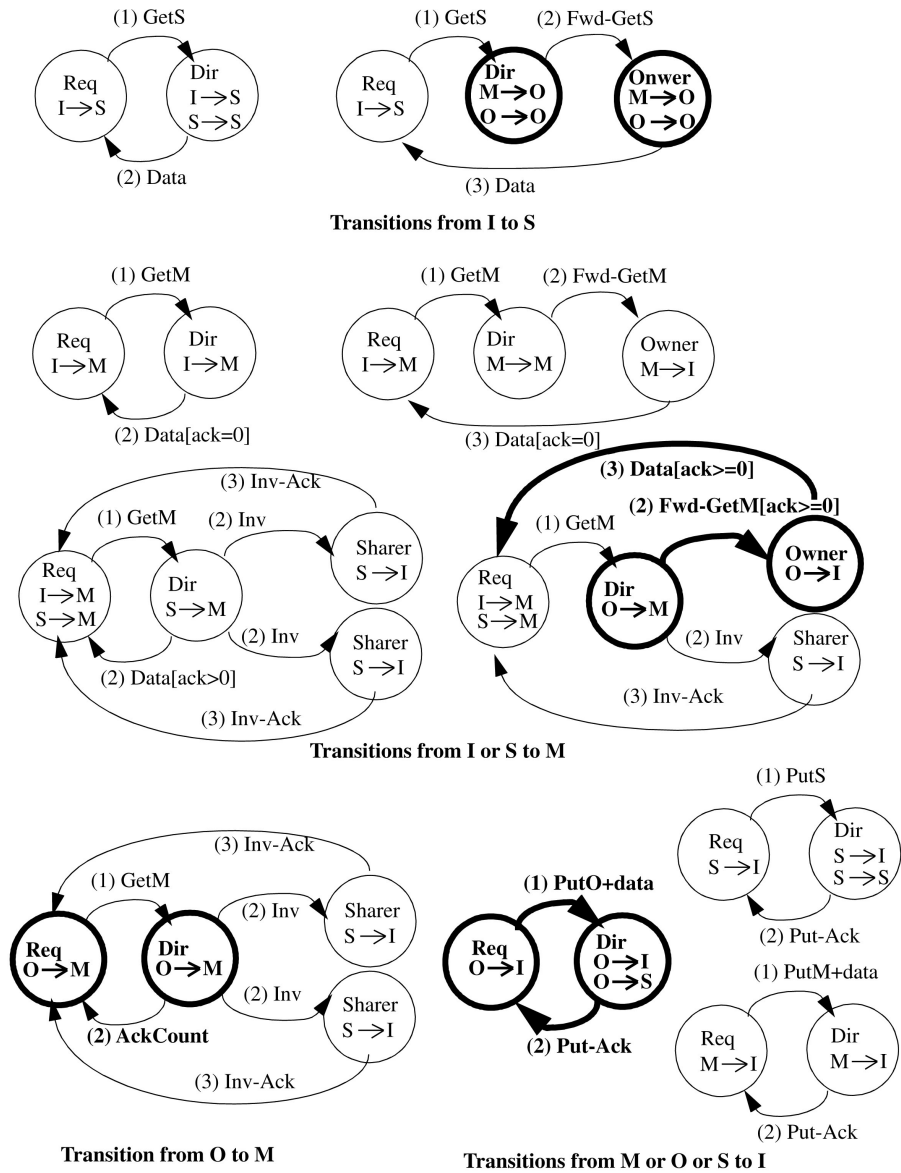 (1) GetS
Req
I→S
Dir
I→S
S→S
(2) Data
(1) GetS
(2) Fwd-GetS
Req
I→S
Dir
M→O
O→O
Onwer
M→O
O→O
(3) Data
Transitions from I to S
(1) GetM
Req
I→M
Dir
I→M
(2) Data[ack=0]
(1) GetM
(2) Fwd-GetM
Req
I→M
Dir
M→M
Owner
M→I
(3) Data[ack=0]
(3) Inv-Ack
(1) GetM
(2) Inv
Req
I→M
S→M
Dir
S→M
Sharer
S→I
(2) Inv
Sharer
S→I
(2) Data[ack>0]
(3) Inv-Ack
(3) Data[ack>=0]
(2) Fwd-GetM[ack>=0]
(1) GetM
Req
I→M
S→M
Dir
O→M
Owner
O→I
(2) Inv
Sharer
S→I
(3) Inv-Ack
Transitions from I or S to M
(3) Inv-Ack
(1) GetM
(2) Inv
Req
O→M
Dir
O→M
Sharer
S→I
(2) Inv
Sharer
S→I
(2) AckCount
(3) Inv-Ack
Transition from O to M
(1) PutO+data
Req
O→I
Dir
O→I
O→S
(2) Put-Ack
(1) PutS
Req
S→I
Dir
S→I
S→S
(2) Put-Ack
(1) PutM+data
Req
M→I
Dir
M→I
(2) Put-Ack
Transitions from M or O or S to I